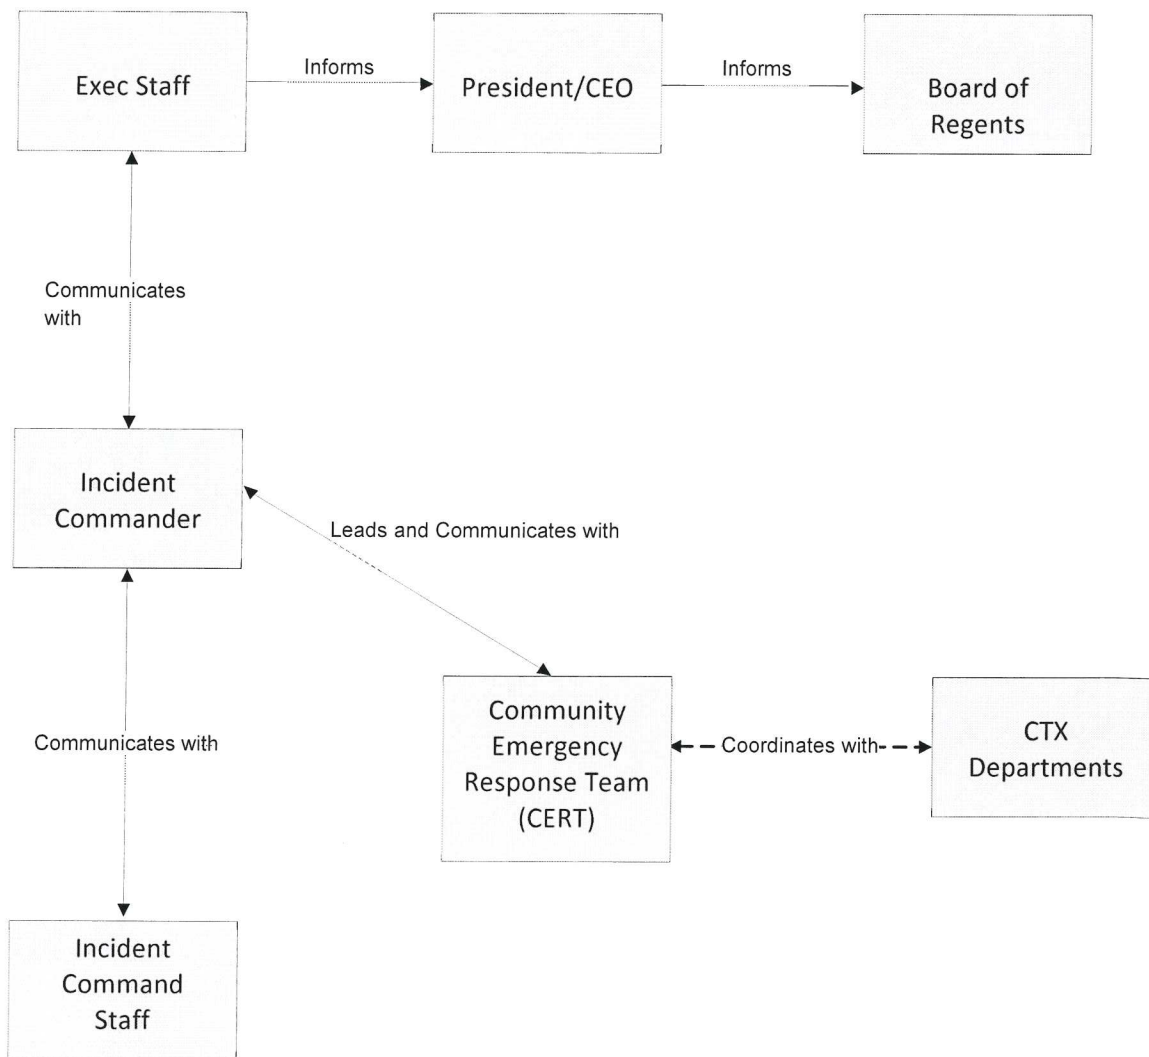 Exec Staff
Informs
President/CEO
Informs
Board of
Regents
Communicates
with
Incident
Commander
Leads and Communicates with
Communicates with
Community
Emergency
Response Team
(CERT)
Coordinates with
CTX
Departments
Incident
Command
Staff